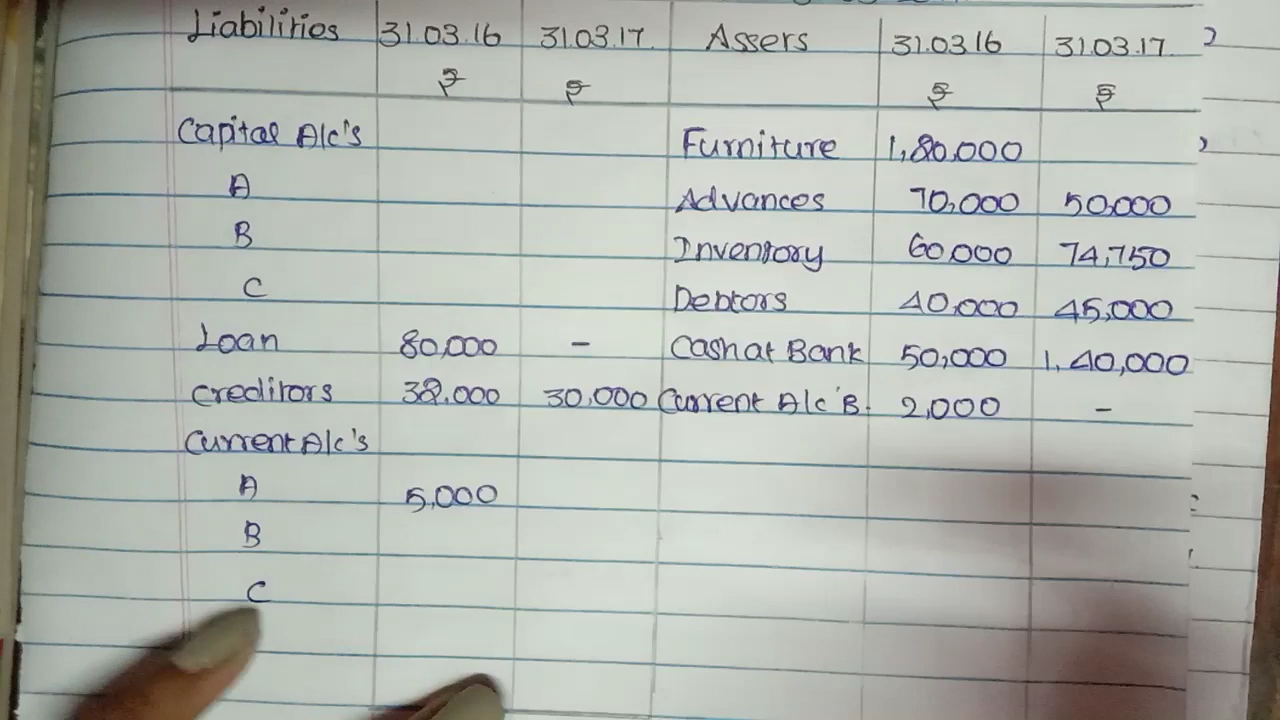 Liabilities 31.03.16 31.03.17. Assets 31.03 16 31.03.17
₹ ₹ ₹ ₹
Capital A/c's Furniture 1,80,000
A Advances 70,000 50,000
B Inventory 60,000 74,750
C Debtors 40,000 45,000
Loan 80,000 – Cash at Bank 50,000 1,40,000
Creditors 38,000 30,000 Current A/c B. 2,000 –
Current A/c's
A 5,000
B
C